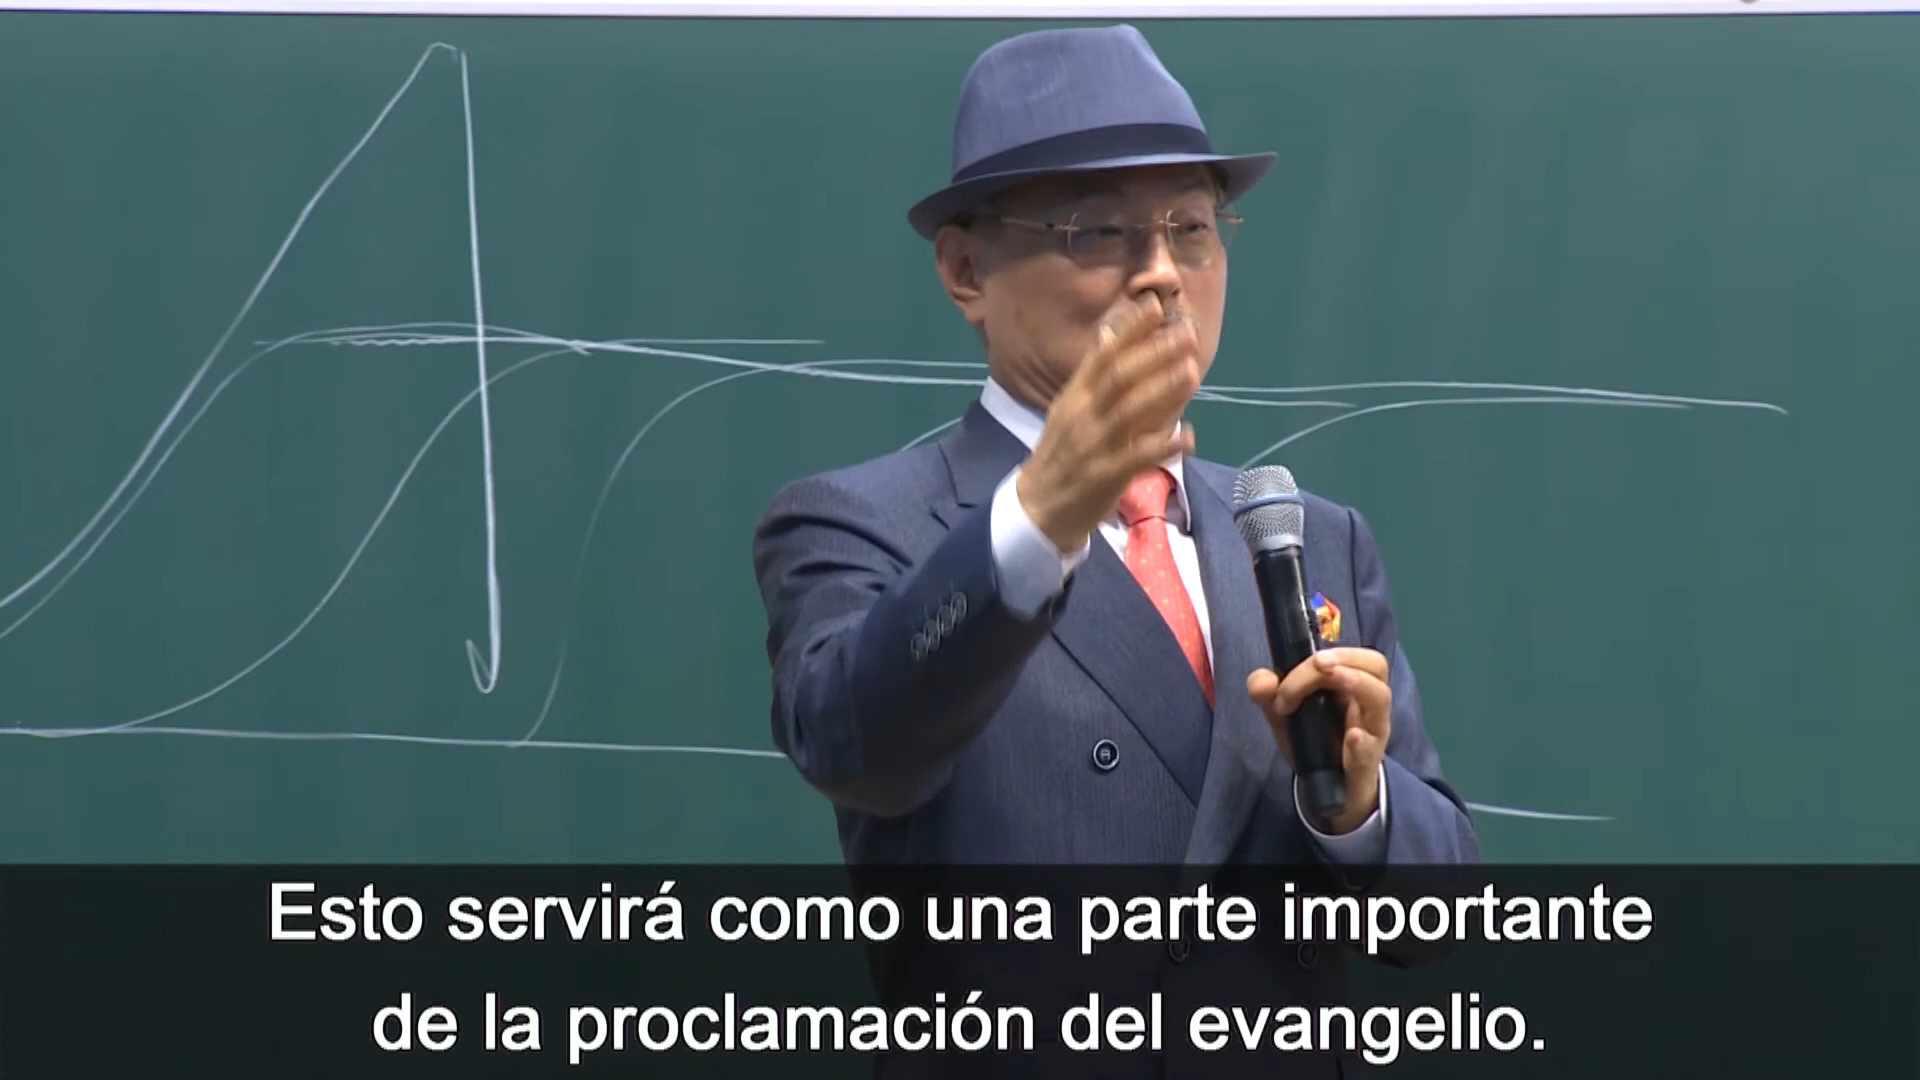 Esto servirá como una parte importante
de la proclamación del evangelio.